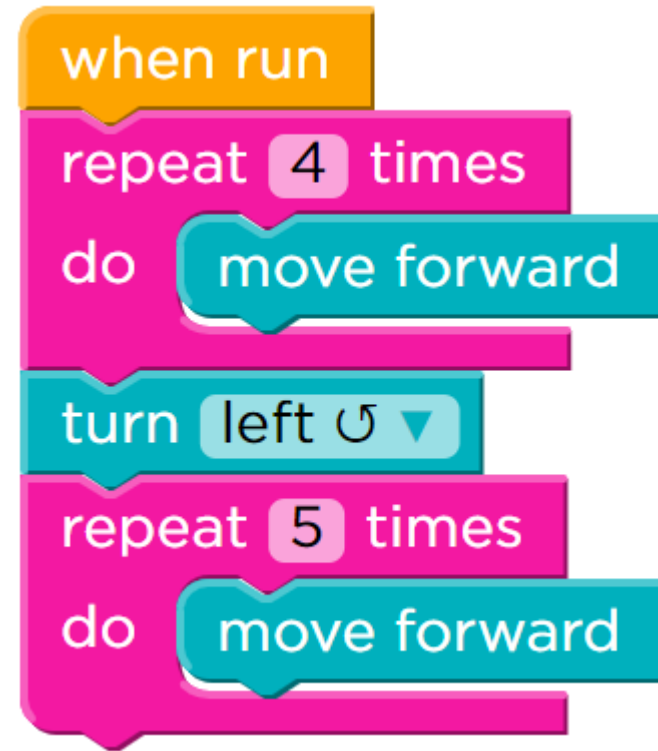 when run
repeat 4 times
do move forward
turn left ↺ ▼
repeat 5 times
do move forward